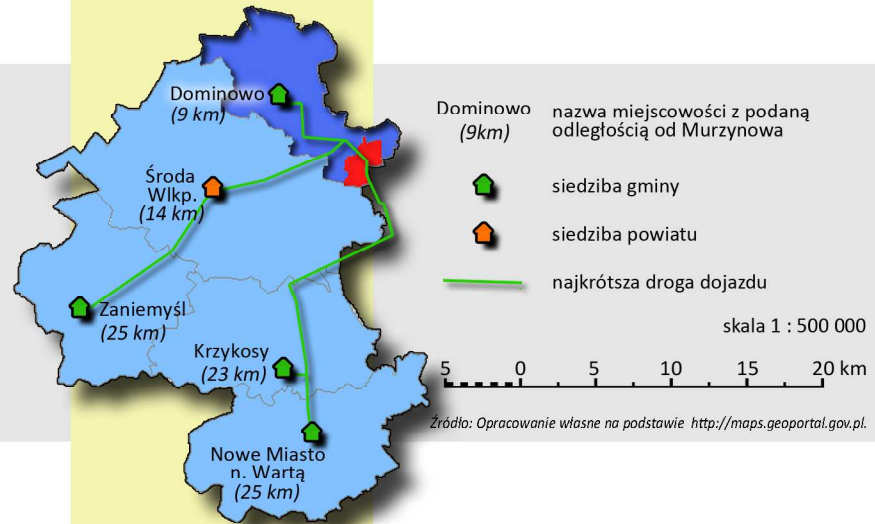 Dominowo
(9 km)
Środa
Wlkp.
(14 km)
Zaniemyśl
(25 km)
Krzykosy
(23 km)
Nowe Miasto
n. Wartą
(25 km)
Dominowo
(9km)
nazwa miejscowości z podaną
odległością od Murzynowa
siedziba gminy
siedziba powiatu
najkrótsza droga dojazdu
skala 1 : 500 000
5 0 5 10 15 20 km
Źródło: Opracowanie własne na podstawie http://maps.geoportal.gov.pl.